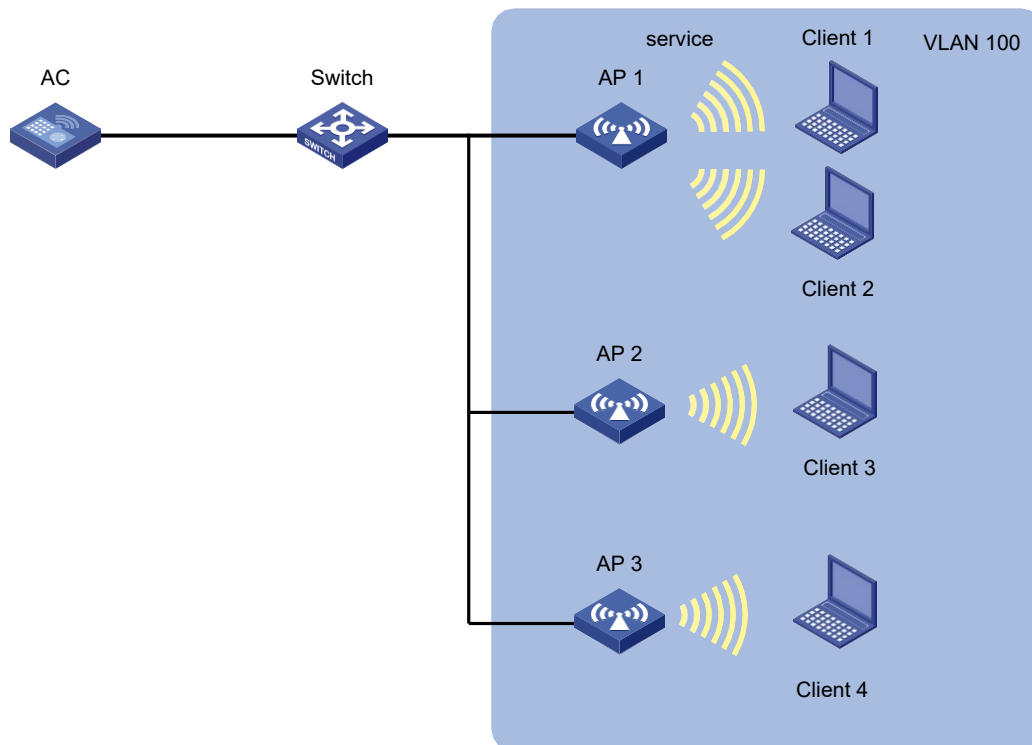 service
Client 1
VLAN 100
AC
Switch
AP 1
SWITCH
Client 2
AP 2
Client 3
AP 3
Client 4